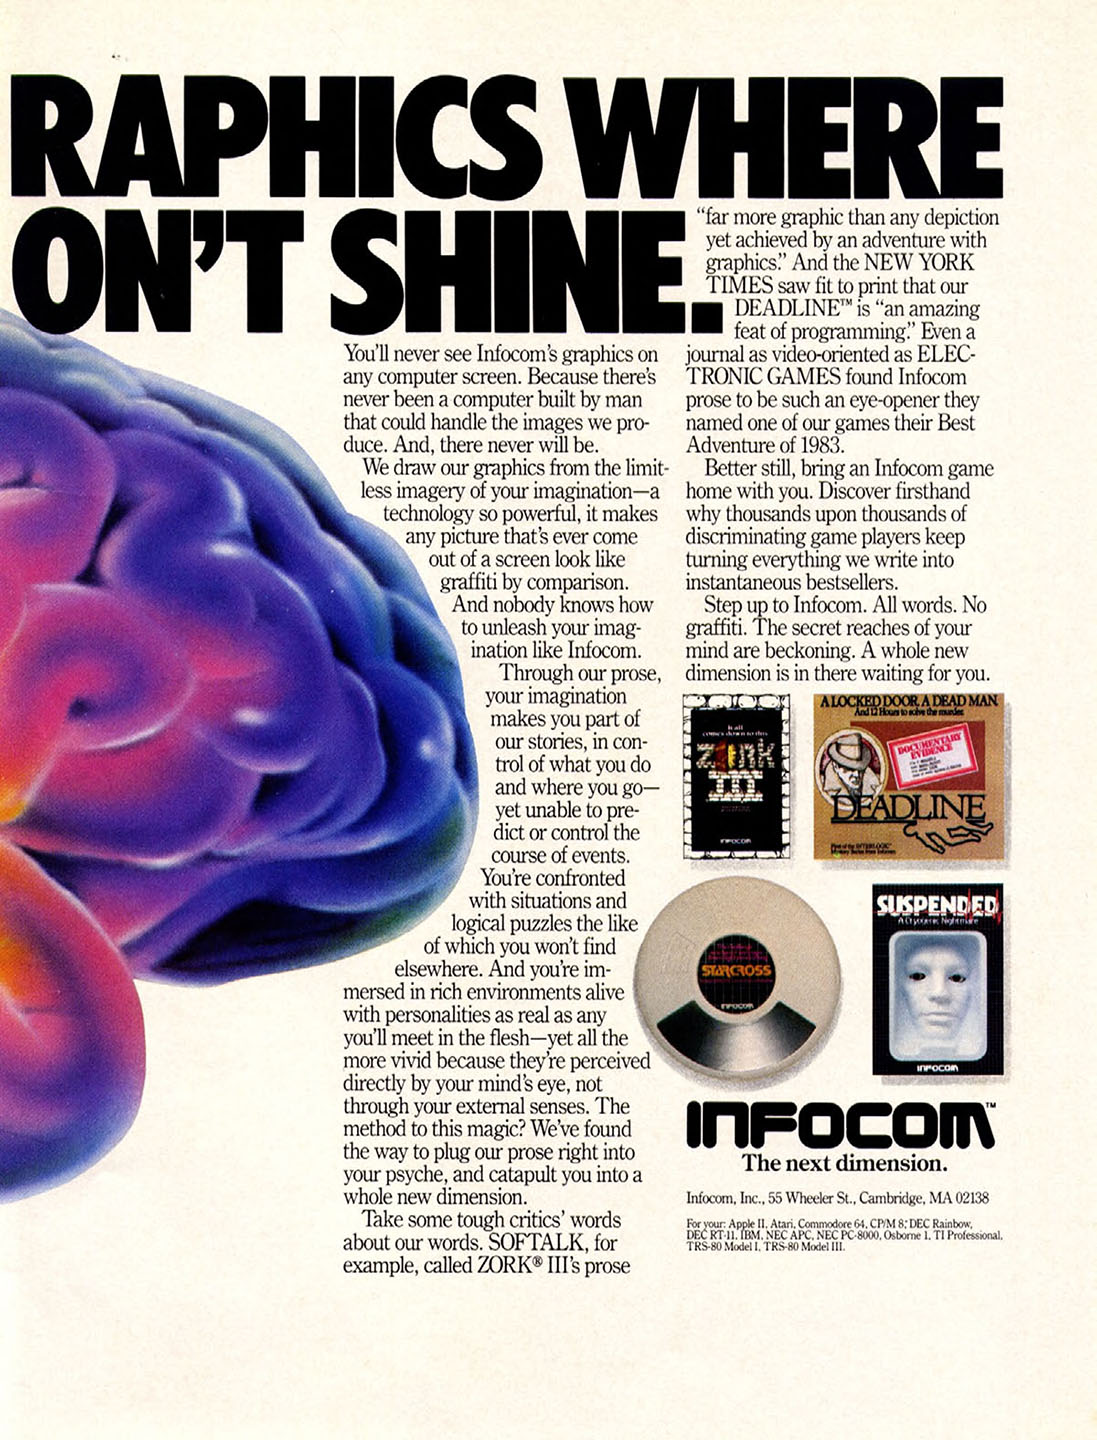 RAPHICS WHERE
ON'T SHINE.
You'll never see Infocom's graphics on
any computer screen. Because there's
never been a computer built by man
that could handle the images we pro-
duce. And, there never will be.
We draw our graphics from the limit-
less imagery of your imagination—a
technology so powerful, it makes
any picture that's ever come
out of a screen look like
graffiti by comparison.
And nobody knows how
to unleash your imag-
ination like Infocom.
Through our prose,
your imagination
makes you part of
our stories, in con-
trol of what you do
and where you go—
yet unable to pre-
dict or control the
course of events.
You're confronted
with situations and
logical puzzles the like
of which you won't find
elsewhere. And you're im-
mersed in rich environments alive
with personalities as real as any
you'll meet in the flesh—yet all the
more vivid because they're perceived
directly by your mind's eye, not
through your external senses. The
method to this magic? We've found
the way to plug our prose right into
your psyche, and catapult you into a
whole new dimension.
Take some tough critics' words
about our words. SOFTALK, for
example, called ZORK® III's prose
"far more graphic than any depiction
yet achieved by an adventure with
graphics." And the NEW YORK
TIMES saw fit to print that our
DEADLINE™ is "an amazing
feat of programming." Even a
journal as video-oriented as ELEC-
TRONIC GAMES found Infocom
prose to be such an eye-opener they
named one of our games their Best
Adventure of 1983.
Better still, bring an Infocom game
home with you. Discover firsthand
why thousands upon thousands of
discriminating game players keep
turning everything we write into
instantaneous bestsellers.
Step up to Infocom. All words. No
graffiti. The secret reaches of your
mind are beckoning. A whole new
dimension is in there waiting for you.
It all
comes down to this
zork
III
INFOCOM
A LOCKED DOOR. A DEAD MAN.
And 12 Hours to solve the murder.
DOCUMENTARY
EVIDENCE
DEADLINE
First of the INTERLOGIC™
Mystery Series from Infocom
STARCROSS
INFOCOM
SUSPENDED
A Cryogenic Nightmare
INFOCOM
INFOCOM™
The next dimension.
Infocom, Inc., 55 Wheeler St., Cambridge, MA 02138
For your: Apple II, Atari, Commodore 64, CP/M 8," DEC Rainbow,
DEC RT-11, IBM, NEC APC, NEC PC-8000, Osborne 1, TI Professional,
TRS-80 Model I, TRS-80 Model III.